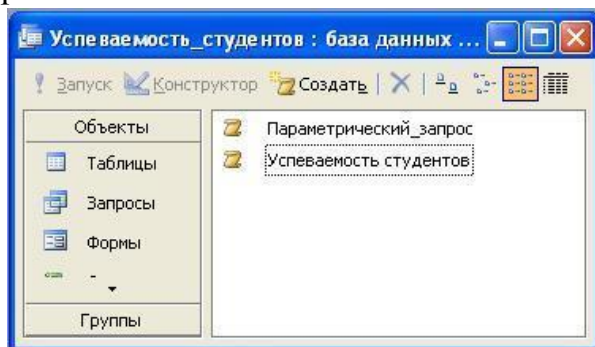 Успеваемость_студентов : база данных ...
Запуск Конструктор Создать
Объекты
Таблицы
Запросы
Формы
Группы
Параметрический_запрос
Успеваемость студентов